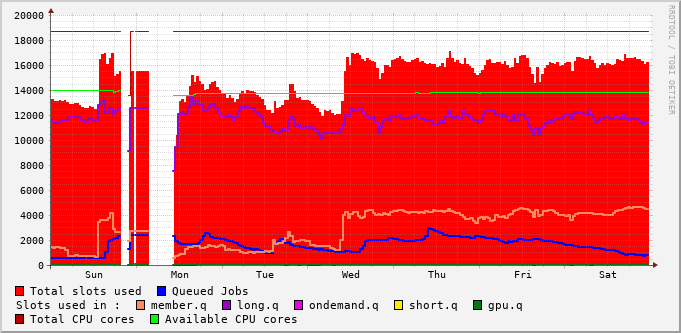 20000
18000
16000
14000
12000
10000
8000
6000
4000
2000
0
Sun Mon Tue Wed Thu Fri Sat
Total slots used Queued Jobs
Slots used in : member.q long.q ondemand.q short.q gpu.q
Total CPU cores Available CPU cores
RRDTOOL / TOBI OETIKER